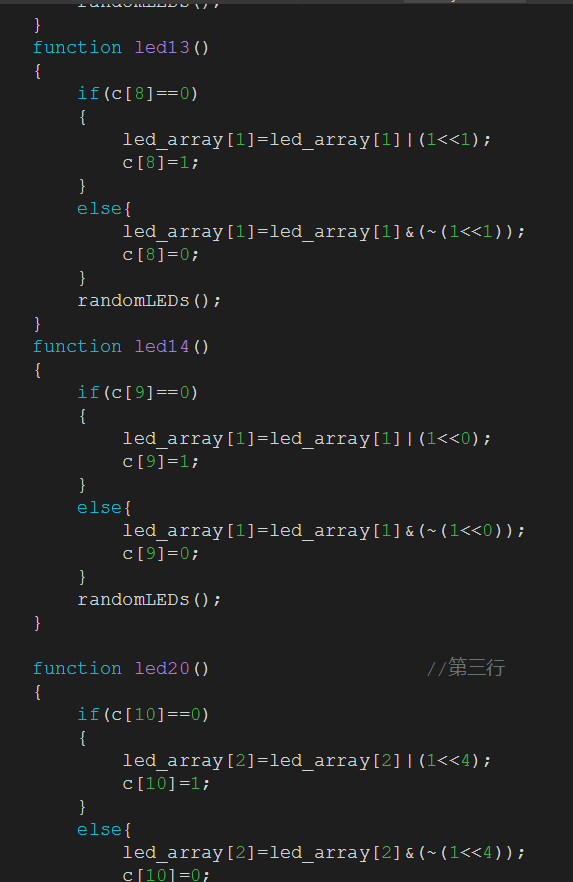 randomLEDs();
}
function led13()
{
if(c[8]==0)
{
led_array[1]=led_array[1]|(1<<1);
c[8]=1;
}
else{
led_array[1]=led_array[1]&(~(1<<1));
c[8]=0;
}
randomLEDs();
}
function led14()
{
if(c[9]==0)
{
led_array[1]=led_array[1]|(1<<0);
c[9]=1;
}
else{
led_array[1]=led_array[1]&(~(1<<0));
c[9]=0;
}
randomLEDs();
}
function led20() //第三行
{
if(c[10]==0)
{
led_array[2]=led_array[2]|(1<<4);
c[10]=1;
}
else{
led_array[2]=led_array[2]&(~(1<<4));
c[10]=0;